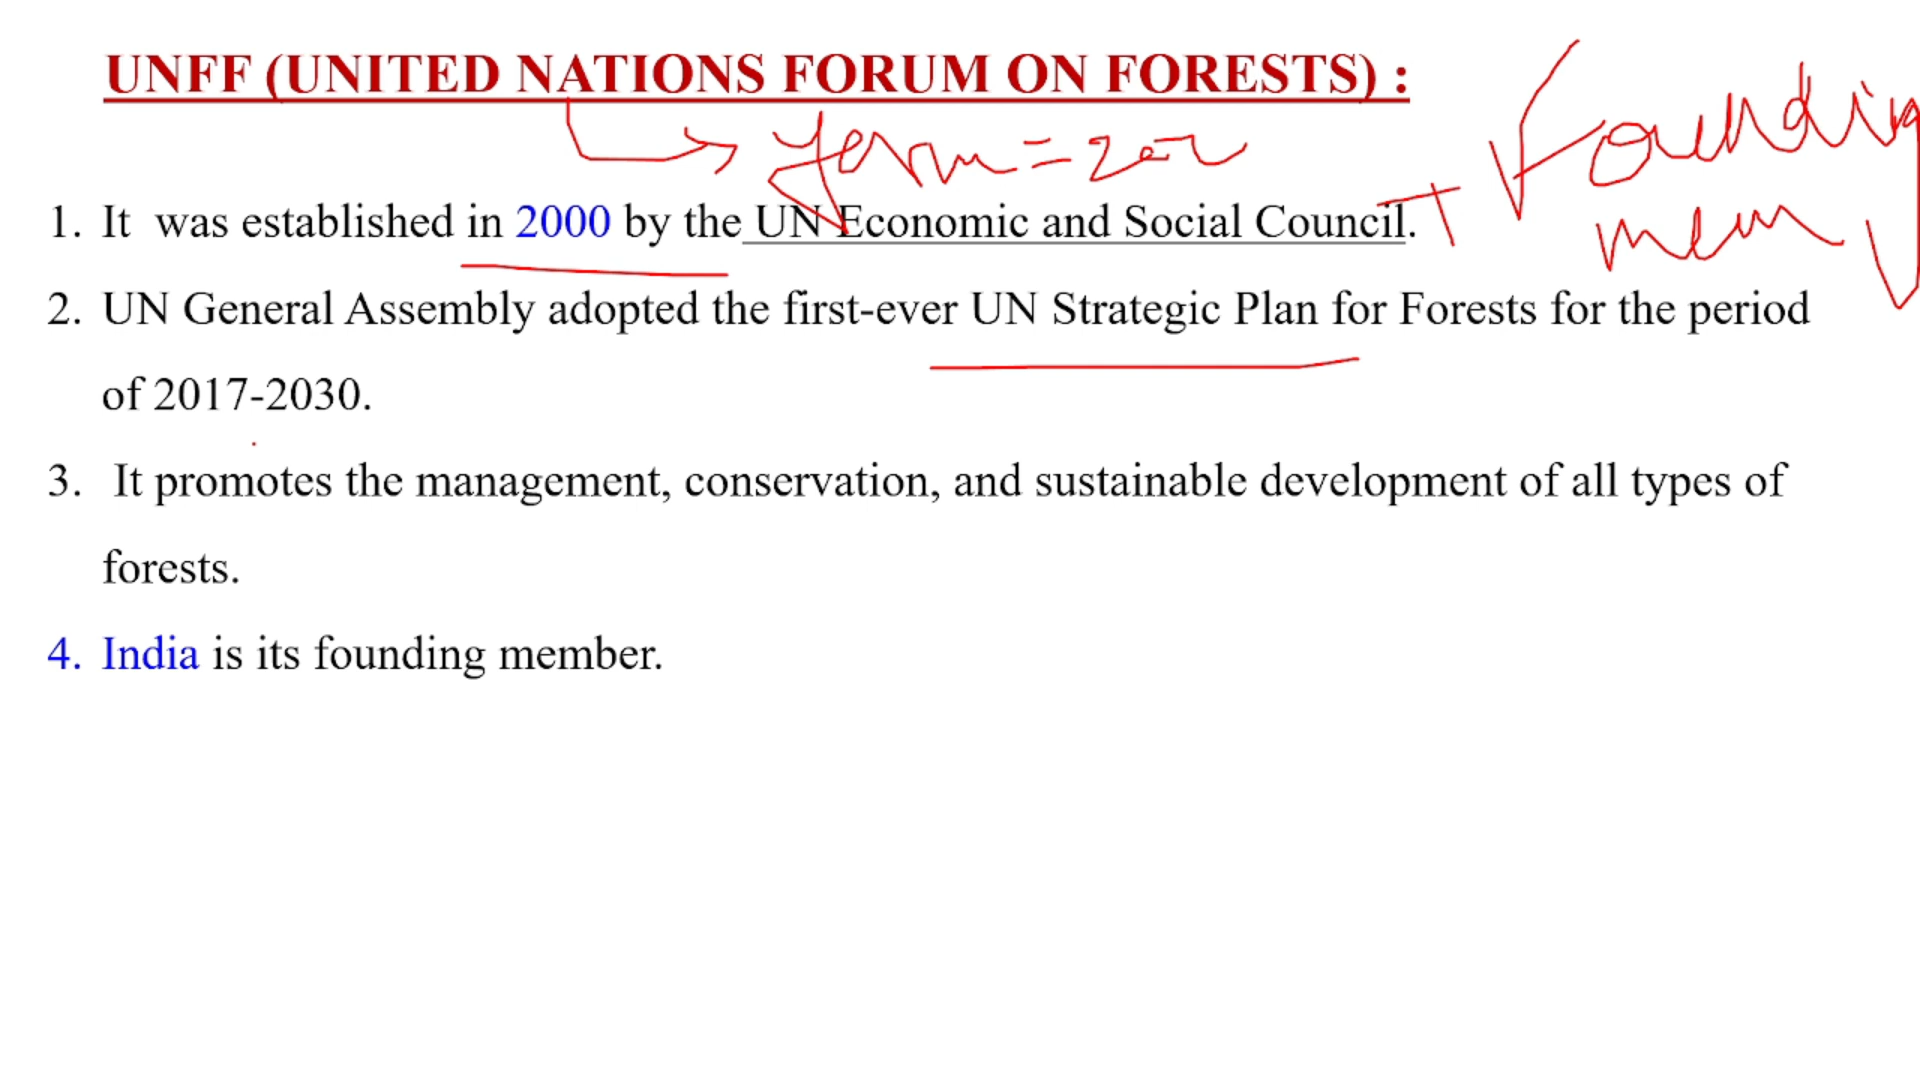 UNFF (UNITED NATIONS FORUM ON FORESTS) :
1. It was established in 2000 by the UN Economic and Social Council.
2. UN General Assembly adopted the first-ever UN Strategic Plan for Forests for the period
of 2017-2030.
3. It promotes the management, conservation, and sustainable development of all types of
forests.
4. India is its founding member.
+ Founding
mem